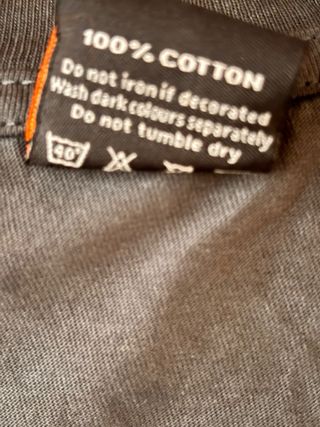 100% COTTON
Do not iron if decorated
Wash dark colours separately
Do not tumble dry
40°